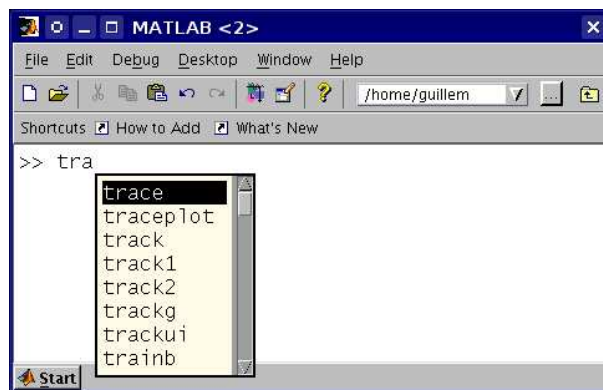 MATLAB <2>
File Edit Debug Desktop Window Help
/home/guillem ...
Shortcuts How to Add What's New
>> tra
trace
traceplot
track
track1
track2
trackg
trackui
trainb
Start